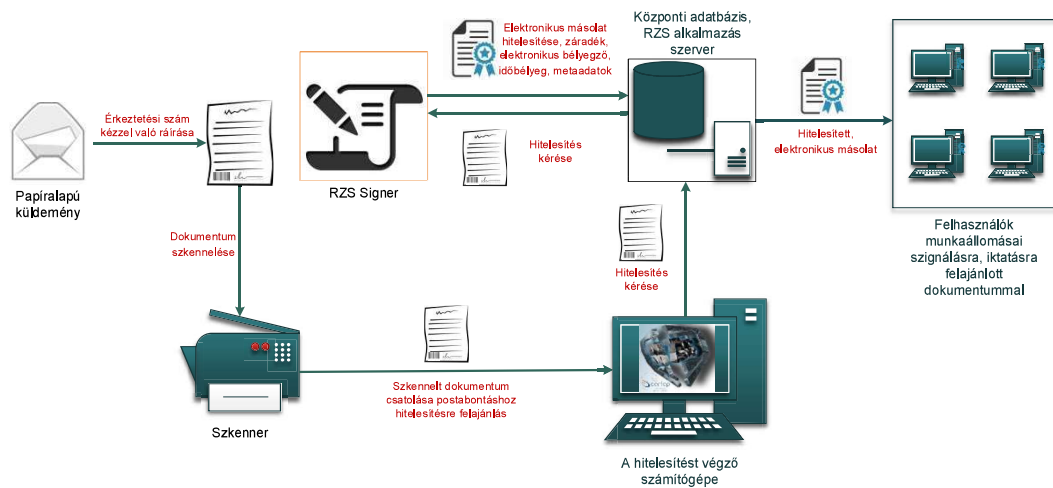 Elektronikus másolat
hitelesítése, záradék,
elektronikus bélyegző,
időbélyeg, metaadatok
Központi adatbázis,
RZS alkalmazás
szerver
Érkeztetési szám
kézzel való ráírása
Hitelesítés
kérése
Hitelesített,
elektronikus másolat
Papíralapú
küldemény
RZS Signer
Dokumentum
szkennelése
Hitelesítés
kérése
Felhasználók
munkaállomásai
szignálásra, iktatásra
felajánlott
dokumentummal
Szkennelt dokumentum
csatolása postabontáshoz
hitelesítésre felajánlás
Szkenner
A hitelesítést végző
számítógépe